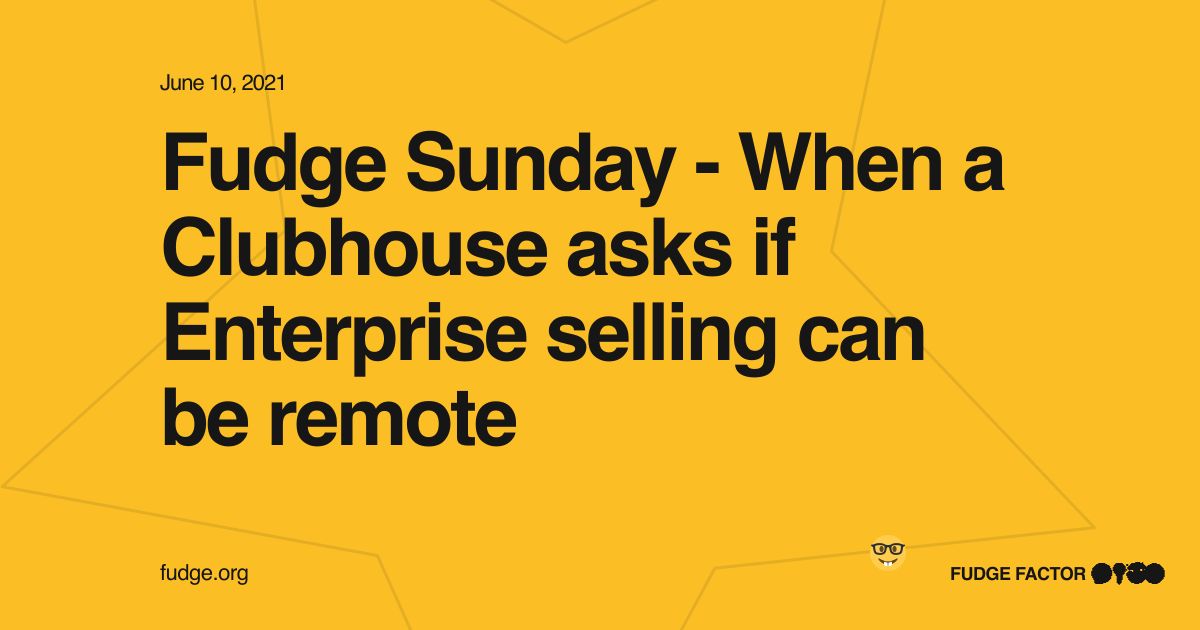 June 10, 2021
Fudge Sunday - When a
Clubhouse asks if
Enterprise selling can
be remote
fudge.org
FUDGE FACTOR